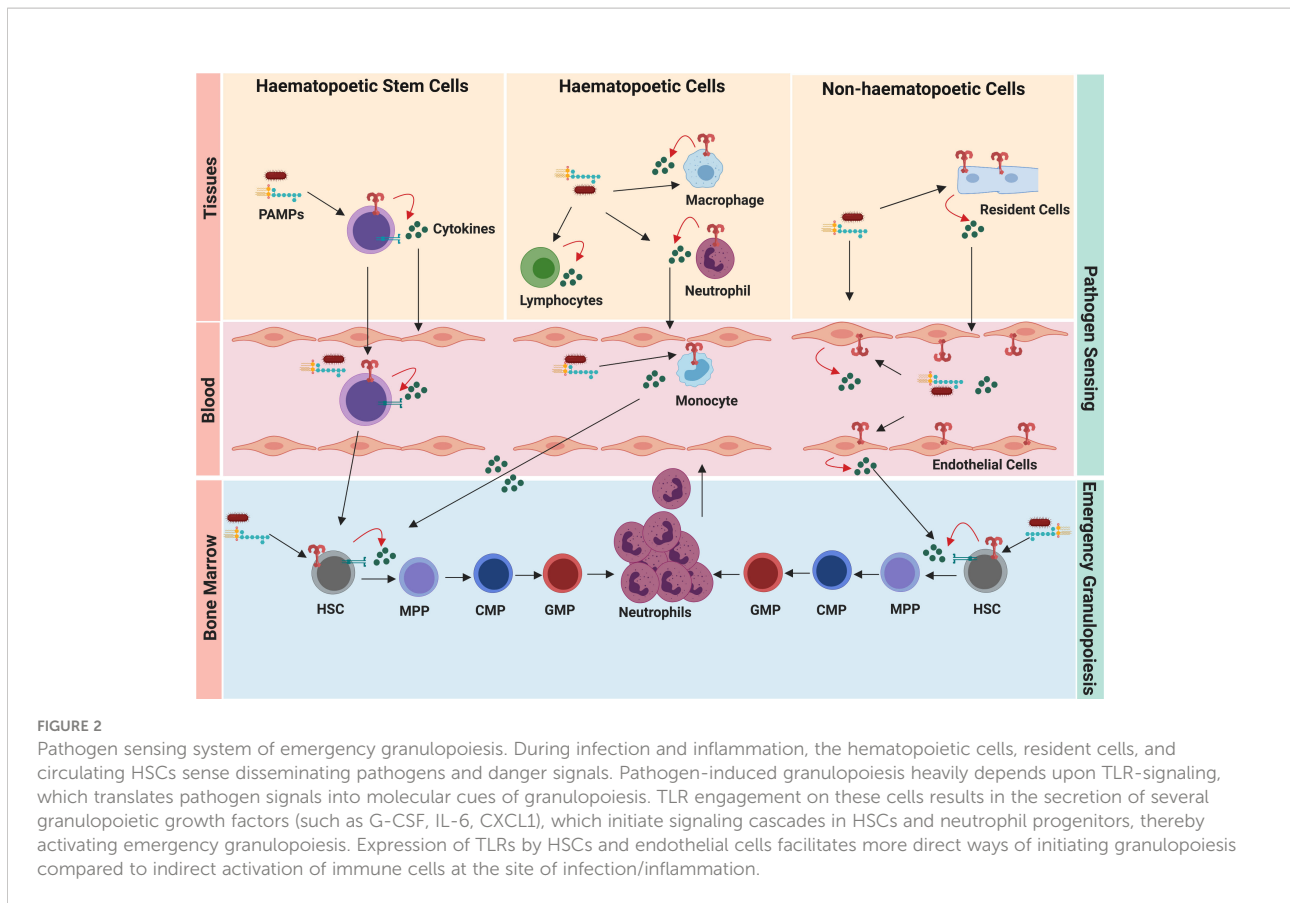 Haematopoetic Stem Cells
Haematopoetic Cells
Non-haematopoetic Cells
Tissues
PAMPs
Cytokines
Macrophage
Lymphocytes
Neutrophil
Resident Cells
Pathogen Sensing
Blood
Monocyte
Endothelial Cells
Bone Marrow
HSC
MPP
CMP
GMP
Neutrophils
GMP
CMP
MPP
HSC
Emergency Granulopoiesis
FIGURE 2
Pathogen sensing system of emergency granulopoiesis. During infection and inflammation, the hematopoietic cells, resident cells, and
circulating HSCs sense disseminating pathogens and danger signals. Pathogen-induced granulopoiesis heavily depends upon TLR-signaling,
which translates pathogen signals into molecular cues of granulopoiesis. TLR engagement on these cells results in the secretion of several
granulopoietic growth factors (such as G-CSF, IL-6, CXCL1), which initiate signaling cascades in HSCs and neutrophil progenitors, thereby
activating emergency granulopoiesis. Expression of TLRs by HSCs and endothelial cells facilitates more direct ways of initiating granulopoiesis
compared to indirect activation of immune cells at the site of infection/inflammation.